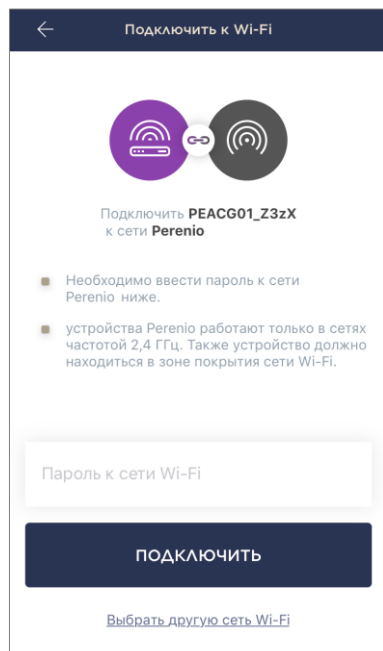 Подключить к Wi-Fi
Подключить PEACG01_Z3zX
к сети Perenio
Необходимо ввести пароль к сети
Perenio ниже.
устройства Perenio работают только в сетях
частотой 2,4 ГГц. Также устройство должно
находиться в зоне покрытия сети Wi-Fi.
Пароль к сети Wi-Fi
ПОДКЛЮЧИТЬ
Выбрать другую сеть Wi-Fi